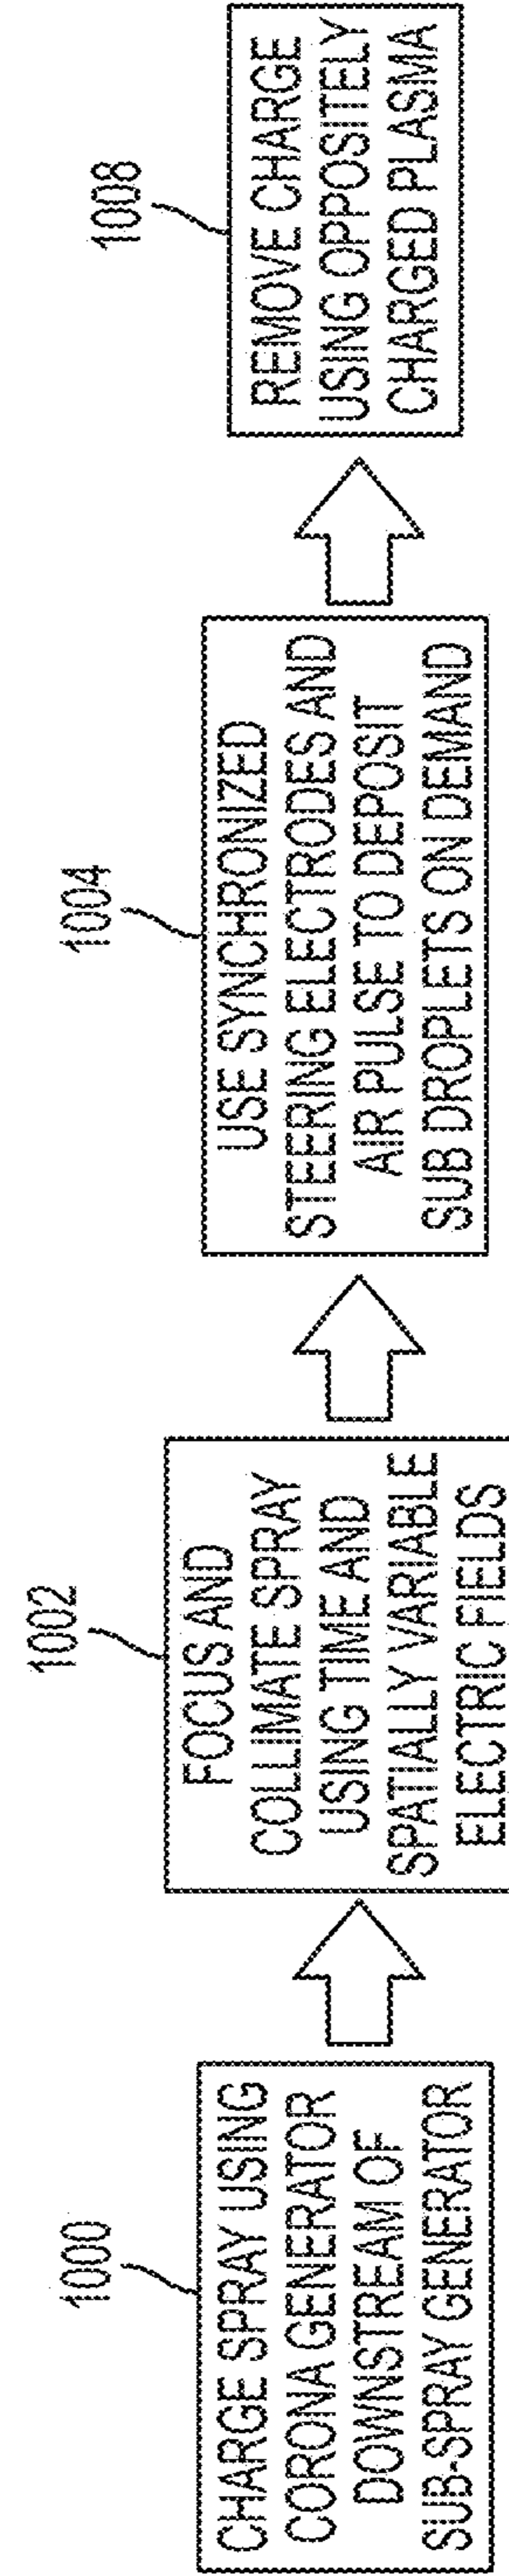 1000
CHARGE SPRAY USING
CORONA GENERATOR
DOWNSTREAM OF
SUB-SPRAY GENERATOR
1002
FOCUS AND
COLLIMATE SPRAY
USING TIME AND
SPATIALLY VARIABLE
ELECTRIC FIELDS
1004
USE SYNCHRONIZED
STEERING ELECTRODES AND
AIR PULSE TO DEPOSIT
SUB DROPLETS ON DEMAND
1008
REMOVE CHARGE
USING OPPOSITELY
CHARGED PLASMA